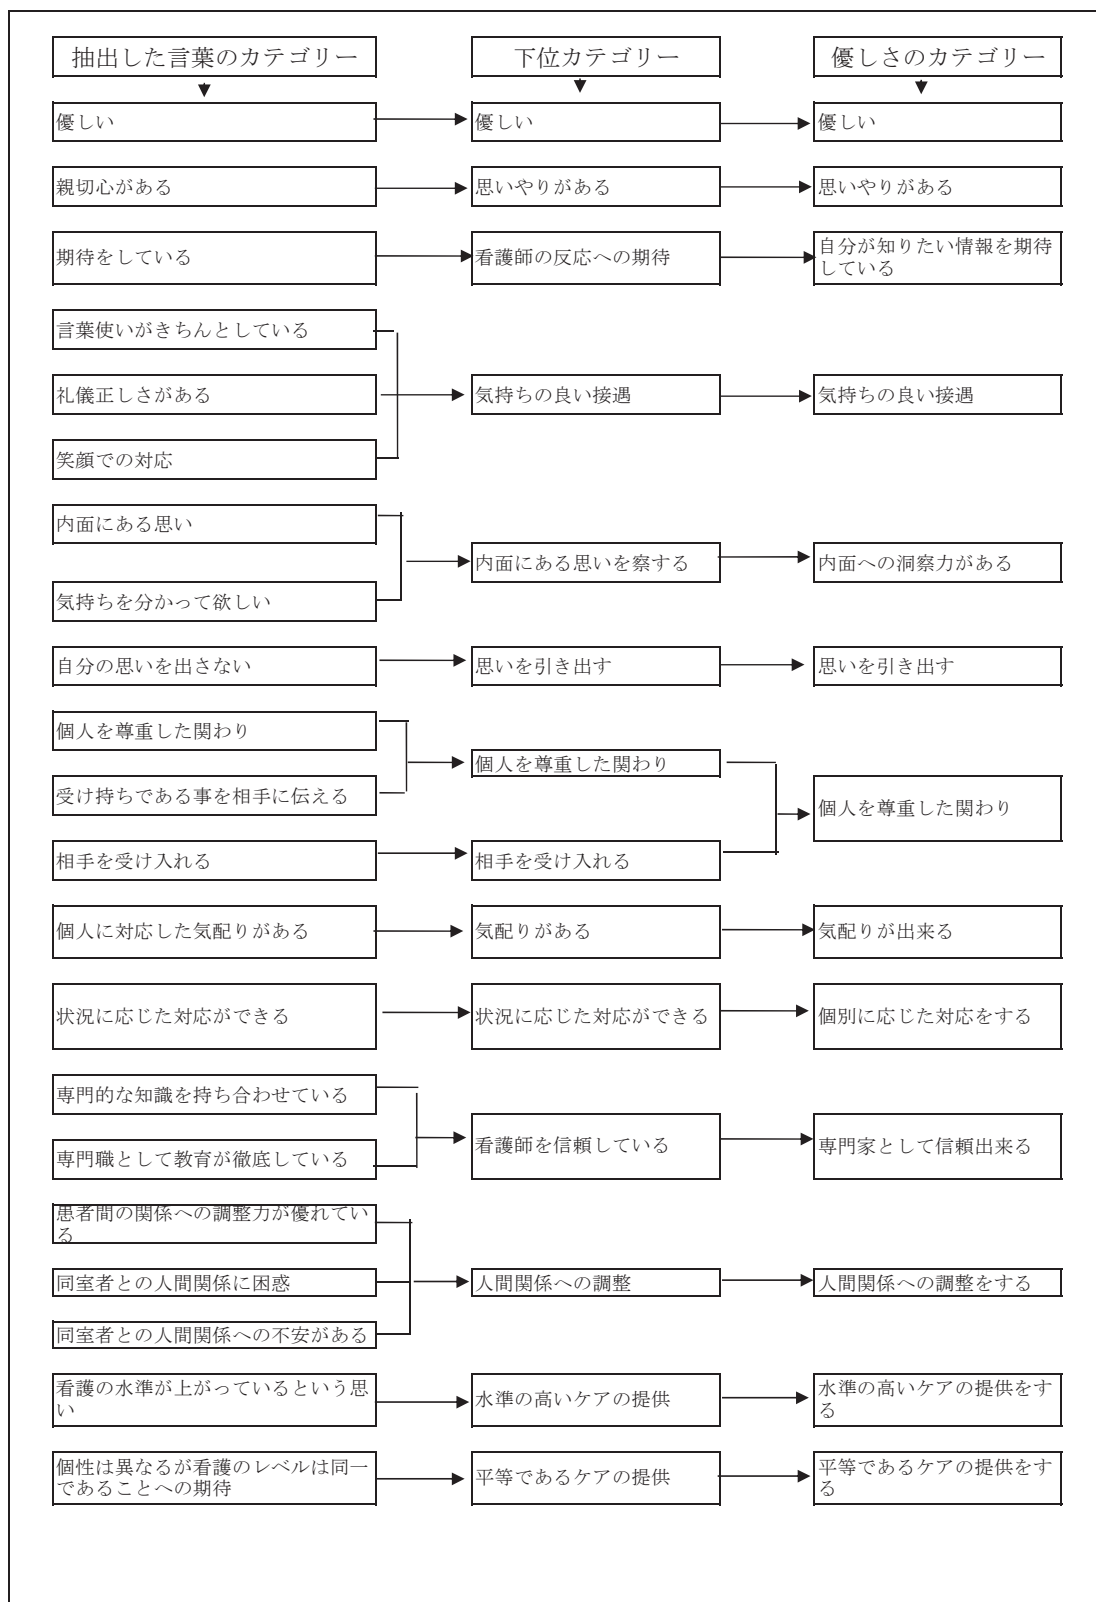 抽出した言葉のカテゴリー
下位カテゴリー
優しさのカテゴリー
優しい
優しい
優しい
親切心がある
思いやりがある
思いやりがある
期待をしている
看護師の反応への期待
自分が知りたい情報を期待
している
言葉使いがきちんとしている
礼儀正しさがある
気持ちの良い接遇
気持ちの良い接遇
笑顔での対応
内面にある思い
内面にある思いを察する
内面への洞察力がある
気持ちを分かって欲しい
自分の思いを出さない
思いを引き出す
思いを引き出す
個人を尊重した関わり
個人を尊重した関わり
受け持ちである事を相手に伝える
個人を尊重した関わり
相手を受け入れる
相手を受け入れる
個人に対応した気配りがある
気配りがある
気配りが出来る
状況に応じた対応ができる
状況に応じた対応ができる
個別に応じた対応をする
専門的な知識を持ち合わせている
看護師を信頼している
専門家として信頼出来る
専門職として教育が徹底している
患者間の関係への調整力が優れてい
る
同室者との人間関係に困惑
人間関係への調整
人間関係への調整をする
同室者との人間関係への不安がある
看護の水準が上がっているという思
い
水準の高いケアの提供
水準の高いケアの提供をす
る
個性は異なるが看護のレベルは同一
であることへの期待
平等であるケアの提供
平等であるケアの提供をす
る